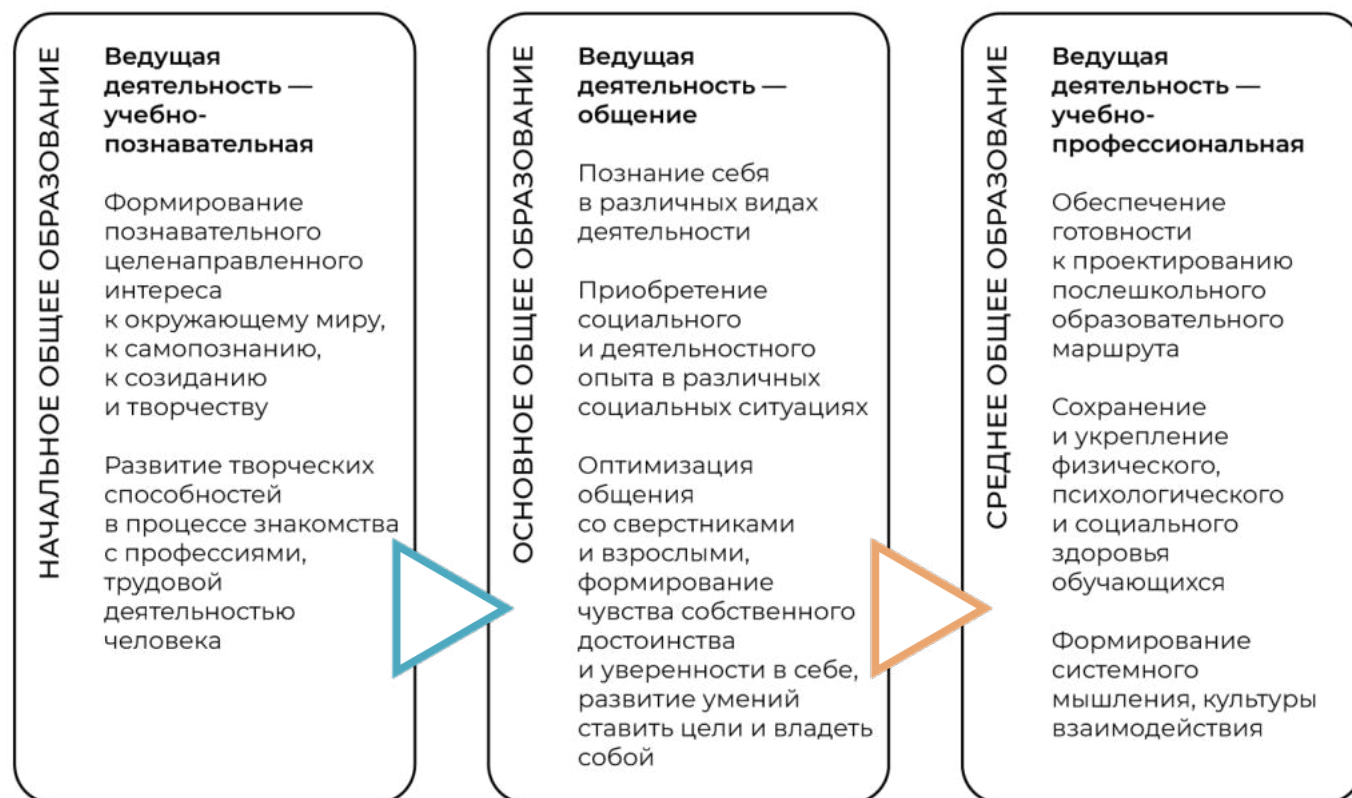 НАЧАЛЬНОЕ ОБЩЕЕ ОБРАЗОВАНИЕ
Ведущая
деятельность —
учебно-
познавательная
Формирование
познавательного
целенаправленного
интереса
к окружающему миру,
к самопознанию,
к созиданию
и творчеству
Развитие творческих
способностей
в процессе знакомства
с профессиями,
трудовой
деятельностью
человека
ОСНОВНОЕ ОБЩЕЕ ОБРАЗОВАНИЕ
Ведущая
деятельность —
общение
Познание себя
в различных видах
деятельности
Приобретение
социального
и деятельностного
опыта в различных
социальных ситуациях
Оптимизация
общения
со сверстниками
и взрослыми,
формирование
чувства собственного
достоинства
и уверенности в себе,
развитие умений
ставить цели и владеть
собой
СРЕДНЕЕ ОБЩЕЕ ОБРАЗОВАНИЕ
Ведущая
деятельность —
учебно-
профессиональная
Обеспечение
готовности
к проектированию
послешкольного
образовательного
маршрута
Сохранение
и укрепление
физического,
психологического
и социального
здоровья
обучающихся
Формирование
системного
мышления, культуры
взаимодействия